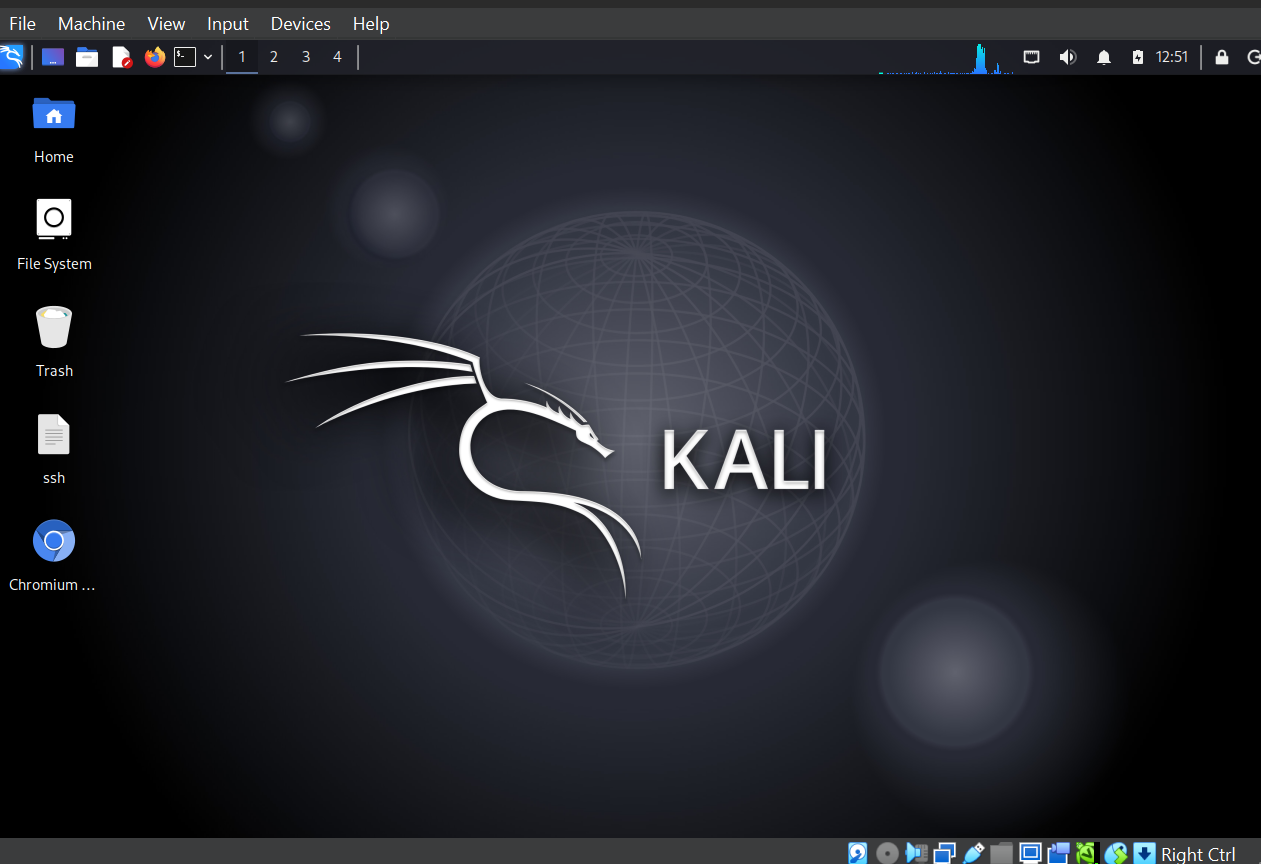 File Machine View Input Devices Help
1 2 3 4 12:51
Home
File System
Trash
ssh
Chromium ...
KALI
Right Ctrl